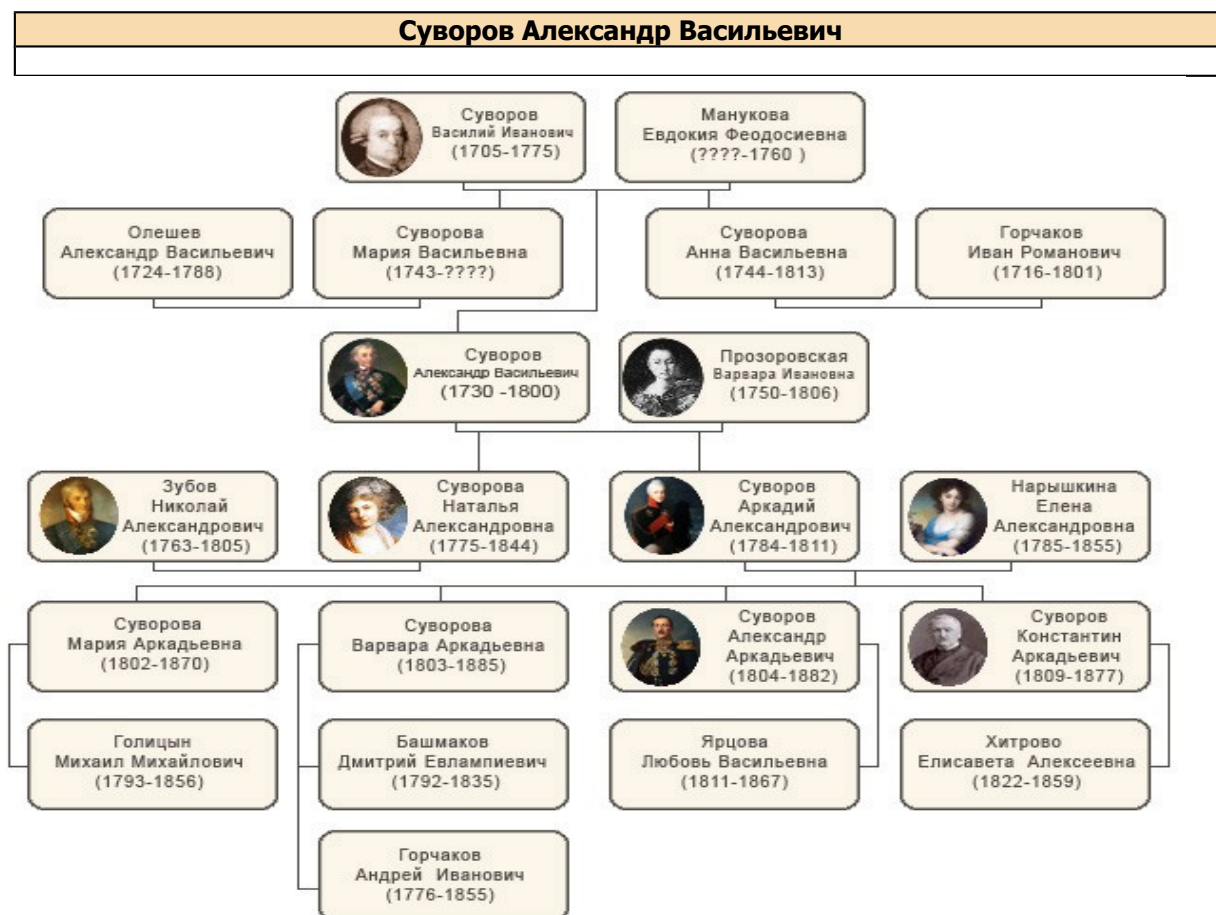 Суворов Александр Васильевич
Суворов
Василий Иванович
(1705-1775)
Манукова
Евдокия Феодосиевна
(????-1760 )
Олешев
Александр Васильевич
(1724-1788)
Суворова
Мария Васильевна
(1743-????)
Суворова
Анна Васильевна
(1744-1813)
Горчаков
Иван Романович
(1716-1801)
Суворов
Александр Васильевич
(1730 -1800)
Прозоровская
Варвара Ивановна
(1750-1806)
Зубов
Николай
Александрович
(1763-1805)
Суворова
Наталья
Александровна
(1775-1844)
Суворов
Аркадий
Александрович
(1784-1811)
Нарышкина
Елена
Александровна
(1785-1855)
Суворова
Мария Аркадьевна
(1802-1870)
Суворова
Варвара Аркадьевна
(1803-1885)
Суворов
Александр
Аркадьевич
(1804-1882)
Суворов
Константин
Аркадьевич
(1809-1877)
Голицын
Михаил Михайлович
(1793-1856)
Башмаков
Дмитрий Евлампиевич
(1792-1835)
Ярцова
Любовь Васильевна
(1811-1867)
Хитрово
Елисавета Алексеевна
(1822-1859)
Горчаков
Андрей Иванович
(1776-1855)